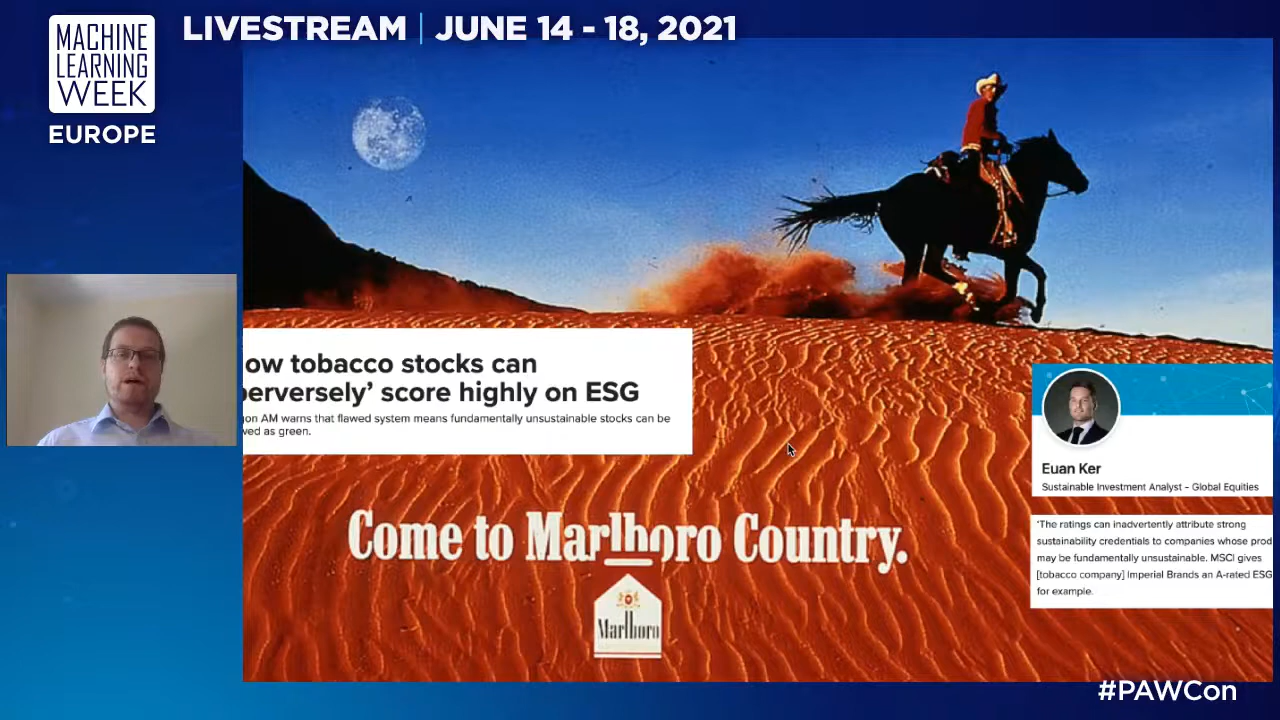 MACHINE
LEARNING
WEEK
EUROPE
LIVESTREAM | JUNE 14 - 18, 2021
ow tobacco stocks can
perversely’ score highly on ESG
on AM warns that flawed system means fundamentally unsustainable stocks can be
wed as green.
Come to Marlboro Country.
Marlboro
Euan Ker
Sustainable Investment Analyst – Global Equities
‘The ratings can inadvertently attribute strong
sustainability credentials to companies whose prod
may be fundamentally unsustainable. MSCI gives
[tobacco company] Imperial Brands an A-rated ESG
for example.
#PAWCon